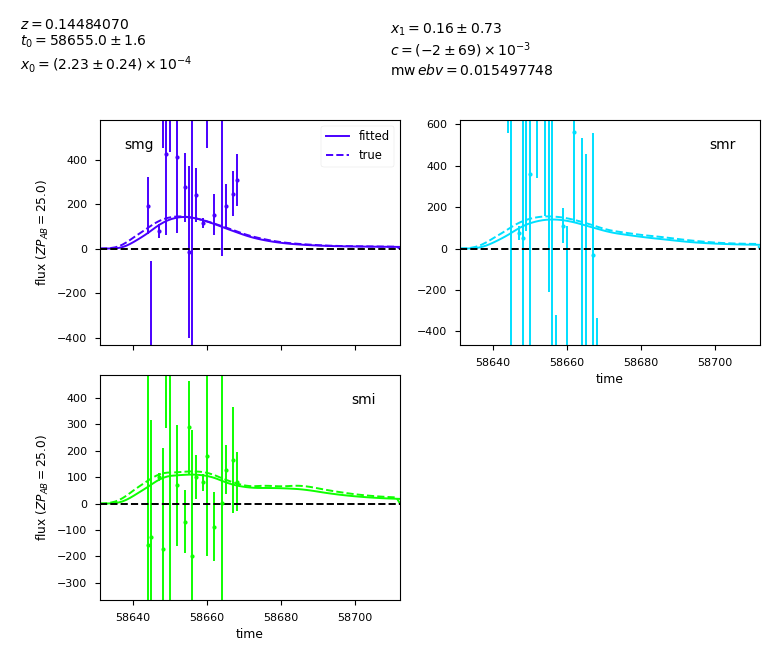 z = 0.14484070
t₀ = 58655.0 ± 1.6
x₀ = (2.23 ± 0.24) × 10⁻⁴
x₁ = 0.16 ± 0.73
c = (−2 ± 69) × 10⁻³
mw ebv = 0.015497748
smg
fitted
true
400
200
0
−200
−400
flux (ZP_AB = 25.0)
smr
600
400
200
0
−200
−400
58640 58660 58680 58700
time
smi
400
300
200
100
0
−100
−200
−300
flux (ZP_AB = 25.0)
58640 58660 58680 58700
time